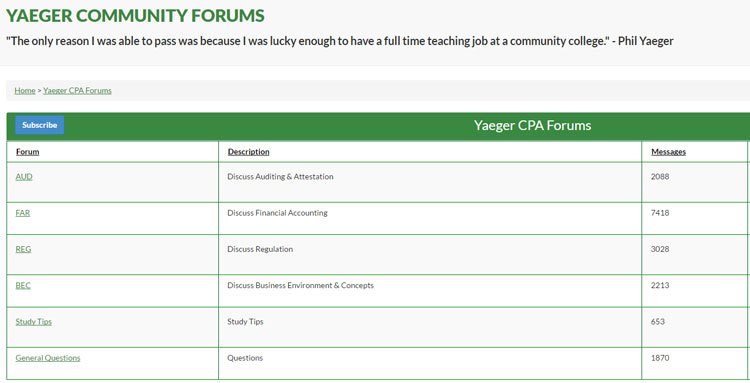 YAEGER COMMUNITY FORUMS
"The only reason I was able to pass was because I was lucky enough to have a full time teaching job at a community college." - Phil Yaeger
Home > Yaeger CPA Forums
Subscribe Yaeger CPA Forums
Forum Description Messages
AUD Discuss Auditing & Attestation 2088
FAR Discuss Financial Accounting 7418
REG Discuss Regulation 3028
BEC Discuss Business Environment & Concepts 2213
Study Tips Study Tips 653
General Questions Questions 1870